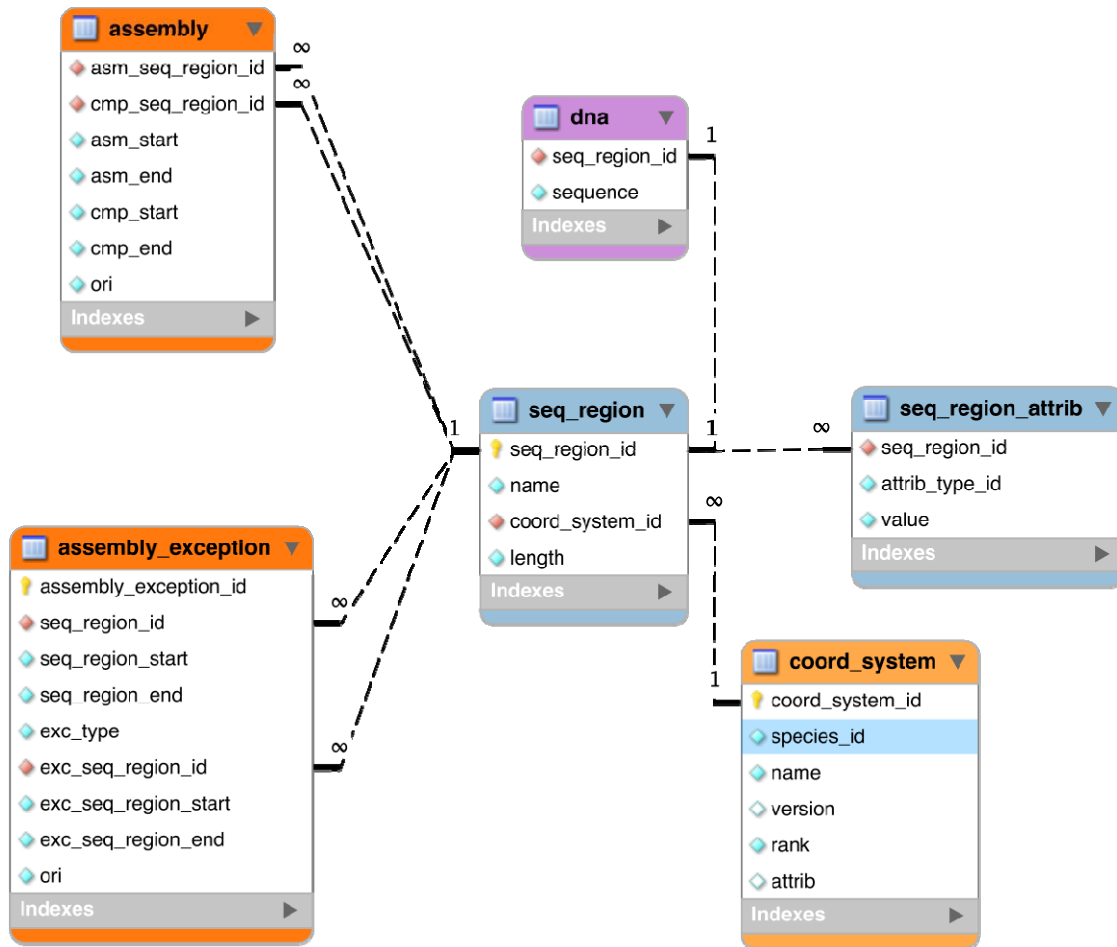 assembly
asm_seq_region_id
cmp_seq_region_id
asm_start
asm_end
cmp_start
cmp_end
ori
Indexes
∞
∞
dna
seq_region_id
sequence
Indexes
1
seq_region
seq_region_id
name
coord_system_id
length
Indexes
1
1
∞
∞
seq_region_attrib
seq_region_id
attrib_type_id
value
Indexes
assembly_exception
assembly_exception_id
seq_region_id
seq_region_start
seq_region_end
exc_type
exc_seq_region_id
exc_seq_region_start
exc_seq_region_end
ori
Indexes
∞
∞
coord_system
coord_system_id
species_id
name
version
rank
attrib
Indexes
1